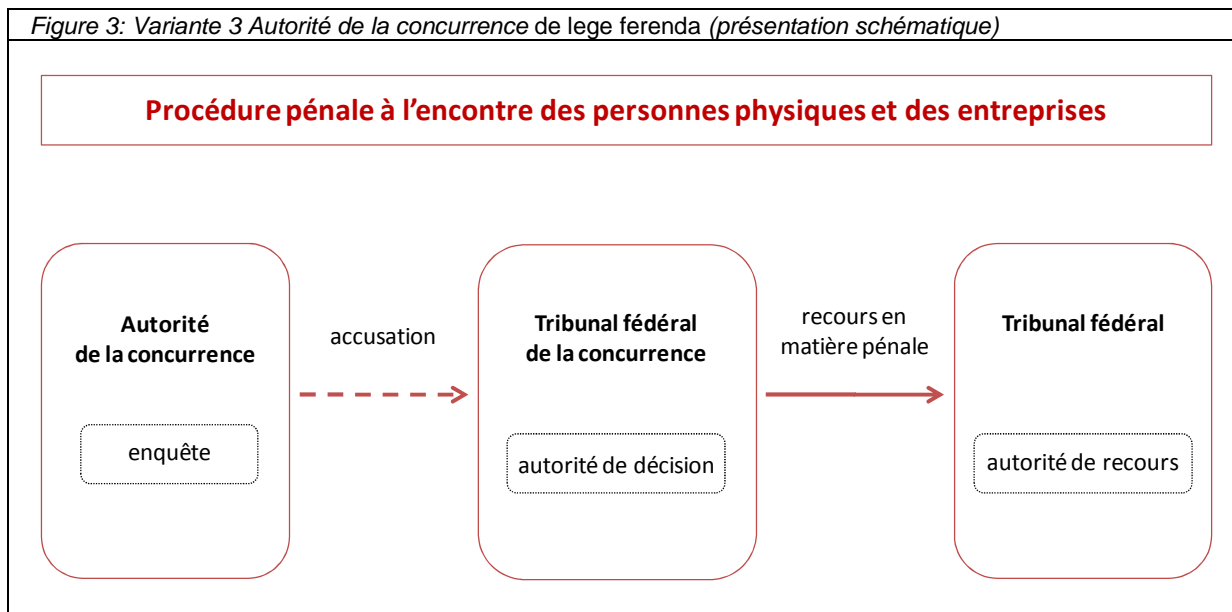 Figure 3: Variante 3 Autorité de la concurrence de lege ferenda (présentation schématique)
Procédure pénale à l'encontre des personnes physiques et des entreprises
Autorité
de la concurrence
enquête
accusation
Tribunal fédéral
de la concurrence
autorité de décision
recours en
matière pénale
Tribunal fédéral
autorité de recours